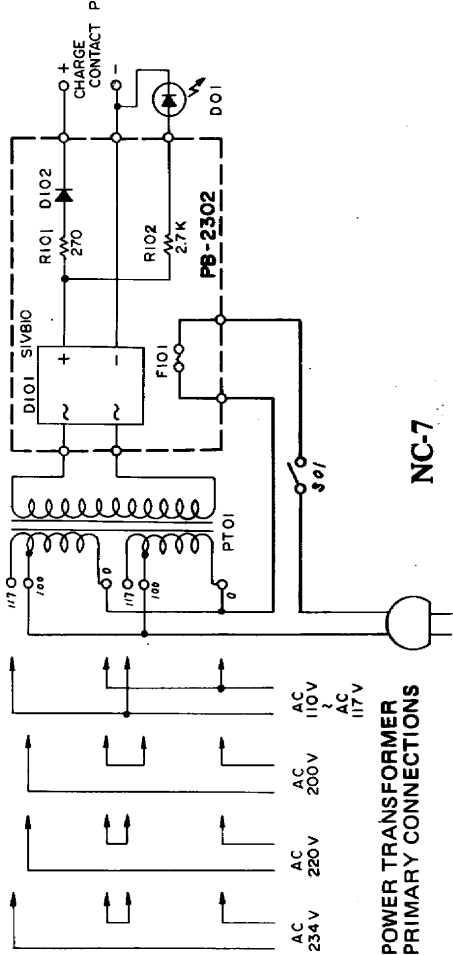 +
CHARGE
CONTACT P
-
D102
R101
270
R102
2.7K
D01
PB-2302
S1VB10
D101
~ +
~ -
F101
PT01
117
100
0
117
100
0
S01
NC-7
AC
234V
AC
220V
AC
200V
AC
110V
~
AC
117V
POWER TRANSFORMER
PRIMARY CONNECTIONS